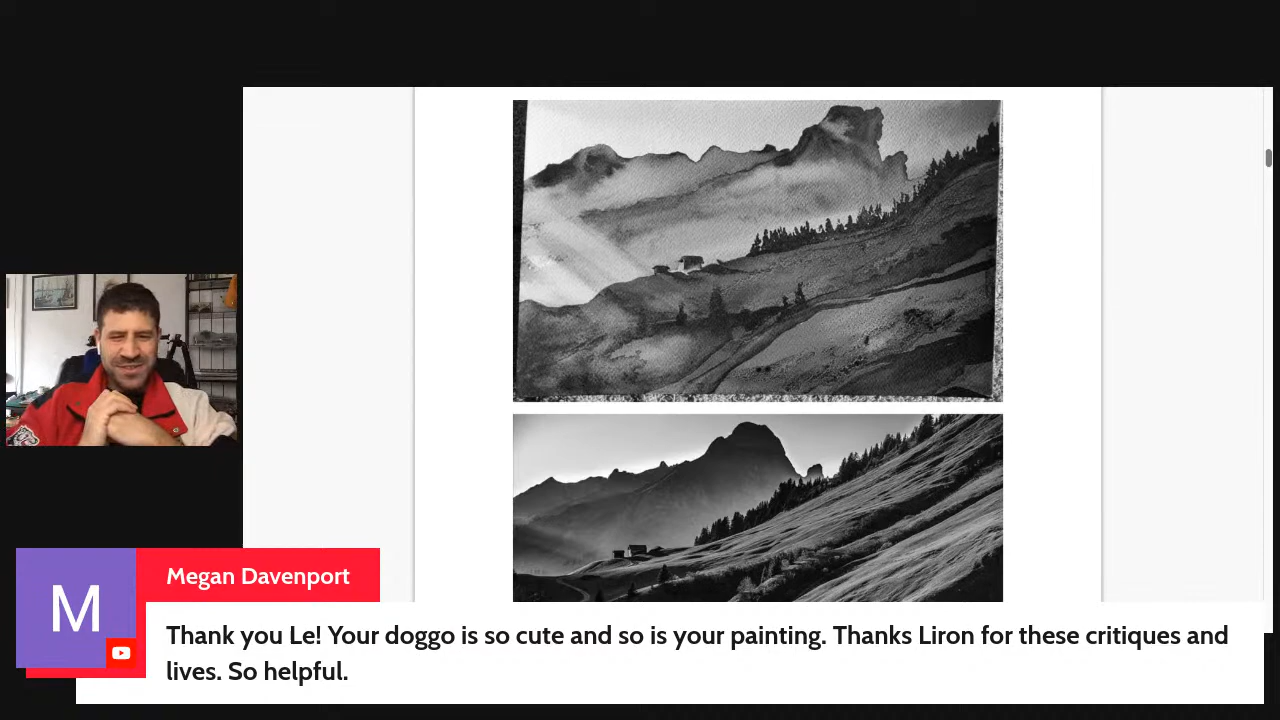 M
Megan Davenport
Thank you Le! Your doggo is so cute and so is your painting. Thanks Liron for these critiques and
lives. So helpful.